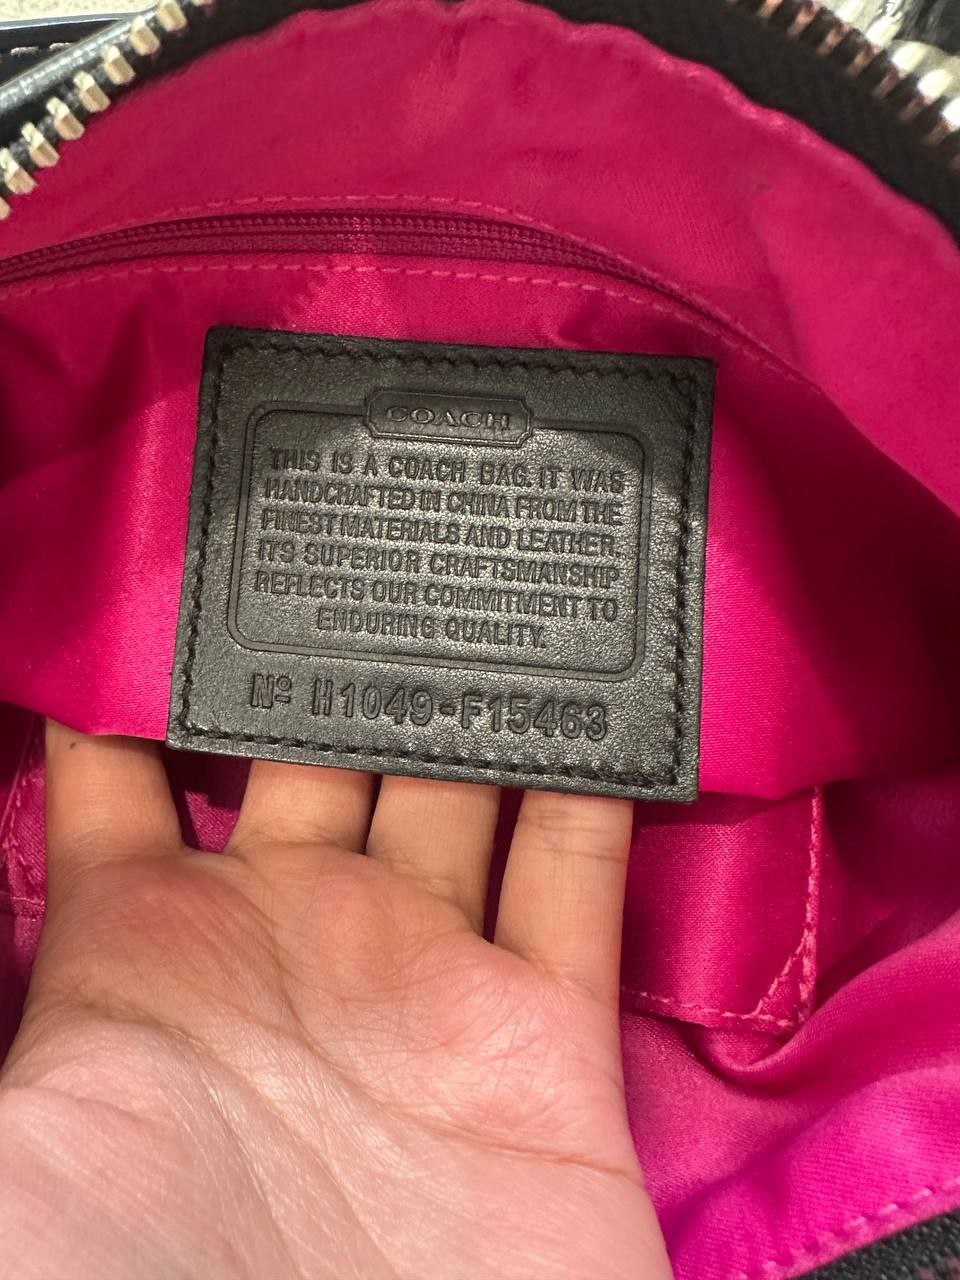 COACH
THIS IS A COACH BAG. IT WAS
HANDCRAFTED IN CHINA FROM THE
FINEST MATERIALS AND LEATHER.
ITS SUPERIOR CRAFTSMANSHIP
REFLECTS OUR COMMITMENT TO
ENDURING QUALITY.
Nº H1049-F15463